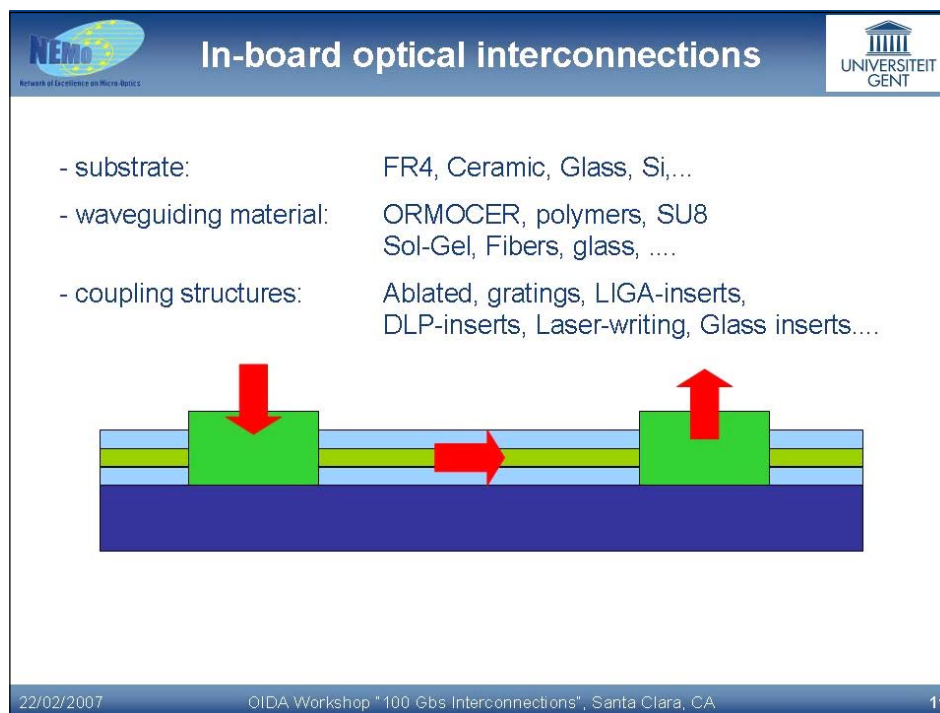 NEMO
Network of Excellence on Micro-Optics
In-board optical interconnections
UNIVERSITEIT
GENT
- substrate: FR4, Ceramic, Glass, Si,...
- waveguiding material: ORMOCER, polymers, SU8
Sol-Gel, Fibers, glass, ....
- coupling structures: Ablated, gratings, LIGA-inserts,
DLP-inserts, Laser-writing, Glass inserts....
22/02/2007 OIDA Workshop "100 Gbs Interconnections", Santa Clara, CA 1